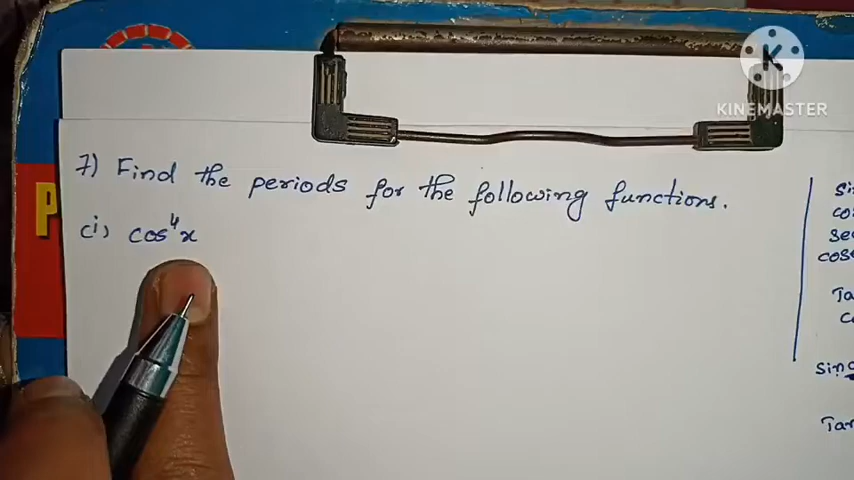 KINEMASTER
7) Find the periods for the following functions.
(i) cos⁴x
P